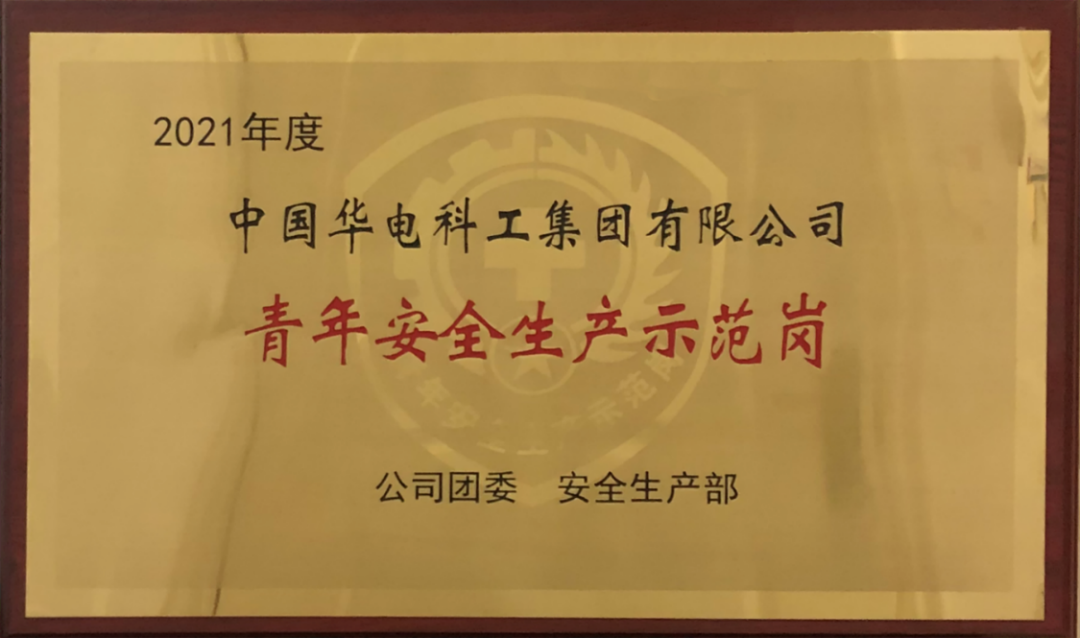 2021年度
中国华电科工集团有限公司
青年安全生产示范岗
公司团委 安全生产部